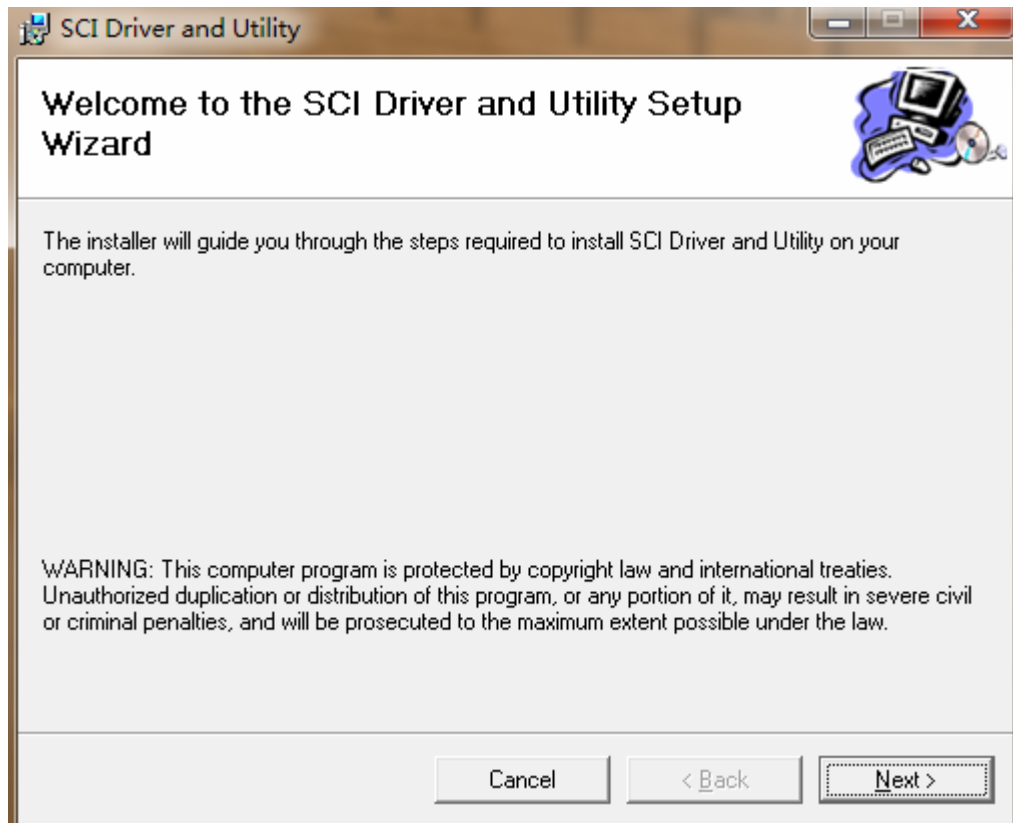 SCI Driver and Utility
Welcome to the SCI Driver and Utility Setup
Wizard
The installer will guide you through the steps required to install SCI Driver and Utility on your
computer.
WARNING: This computer program is protected by copyright law and international treaties.
Unauthorized duplication or distribution of this program, or any portion of it, may result in severe civil
or criminal penalties, and will be prosecuted to the maximum extent possible under the law.
Cancel
< Back
Next >